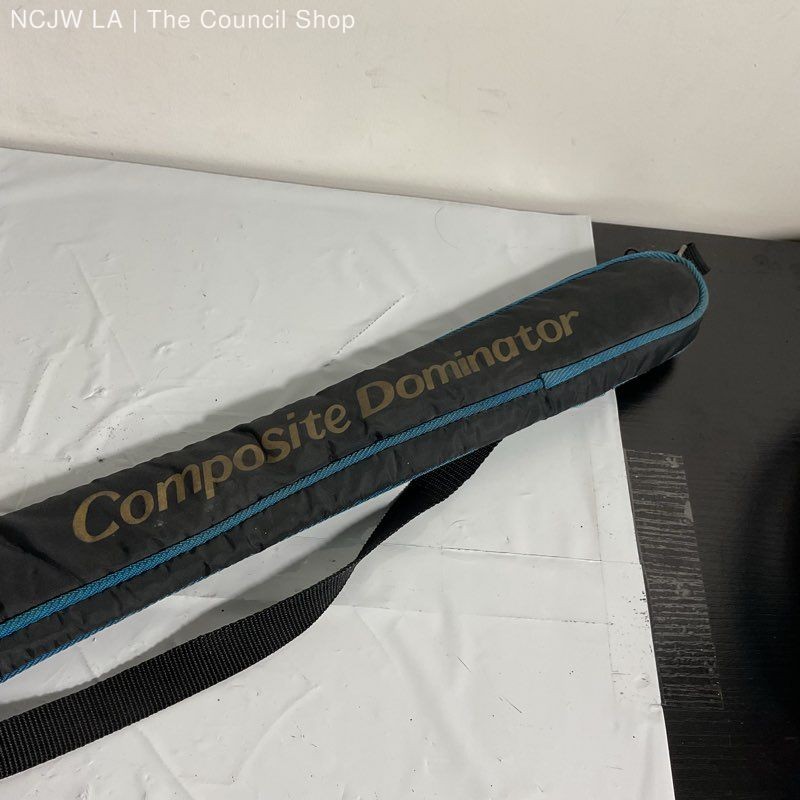 NCJW LA | The Council Shop
Composite Dominator